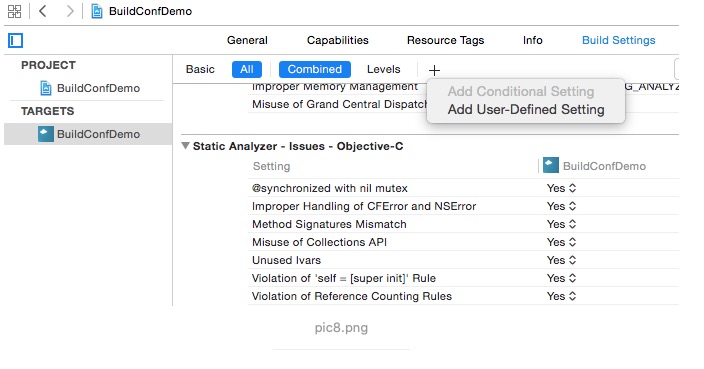 BuildConfDemo
General Capabilities Resource Tags Info Build Settings
PROJECT
BuildConfDemo
TARGETS
BuildConfDemo
Basic All Combined Levels +
Add Conditional Setting
Add User-Defined Setting
Improper Memory Management
Misuse of Grand Central Dispatch
Static Analyzer - Issues - Objective-C
Setting BuildConfDemo
@synchronized with nil mutex Yes
Improper Handling of CFError and NSError Yes
Method Signatures Mismatch Yes
Misuse of Collections API Yes
Unused Ivars Yes
Violation of 'self = [super init]' Rule Yes
Violation of Reference Counting Rules Yes
pic8.png